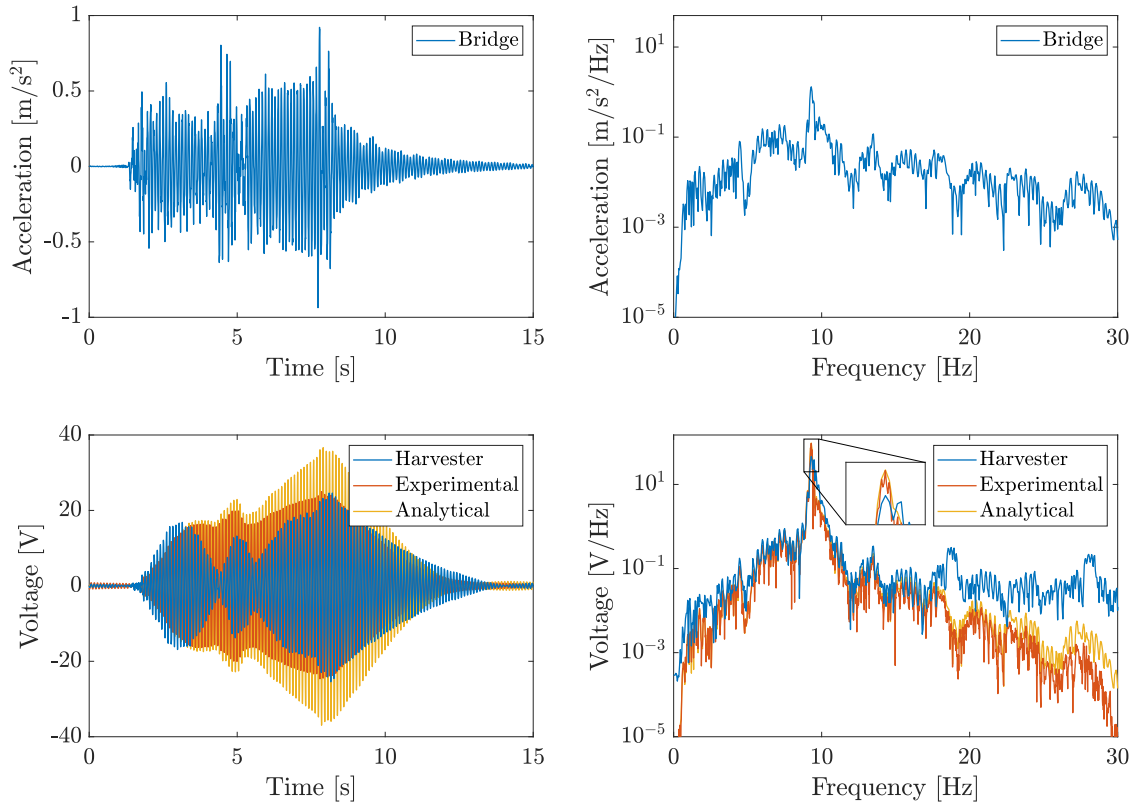 Acceleration [m/s²]
1
0.5
0
-0.5
-1
0 5 10 15
Time [s]
Bridge
Acceleration [m/s²/Hz]
10¹
10⁻¹
10⁻³
10⁻⁵
0 10 20 30
Frequency [Hz]
Bridge
Voltage [V]
40
20
0
-20
-40
0 5 10 15
Time [s]
Harvester
Experimental
Analytical
Voltage [V/Hz]
10¹
10⁻¹
10⁻³
10⁻⁵
0 10 20 30
Frequency [Hz]
Harvester
Experimental
Analytical